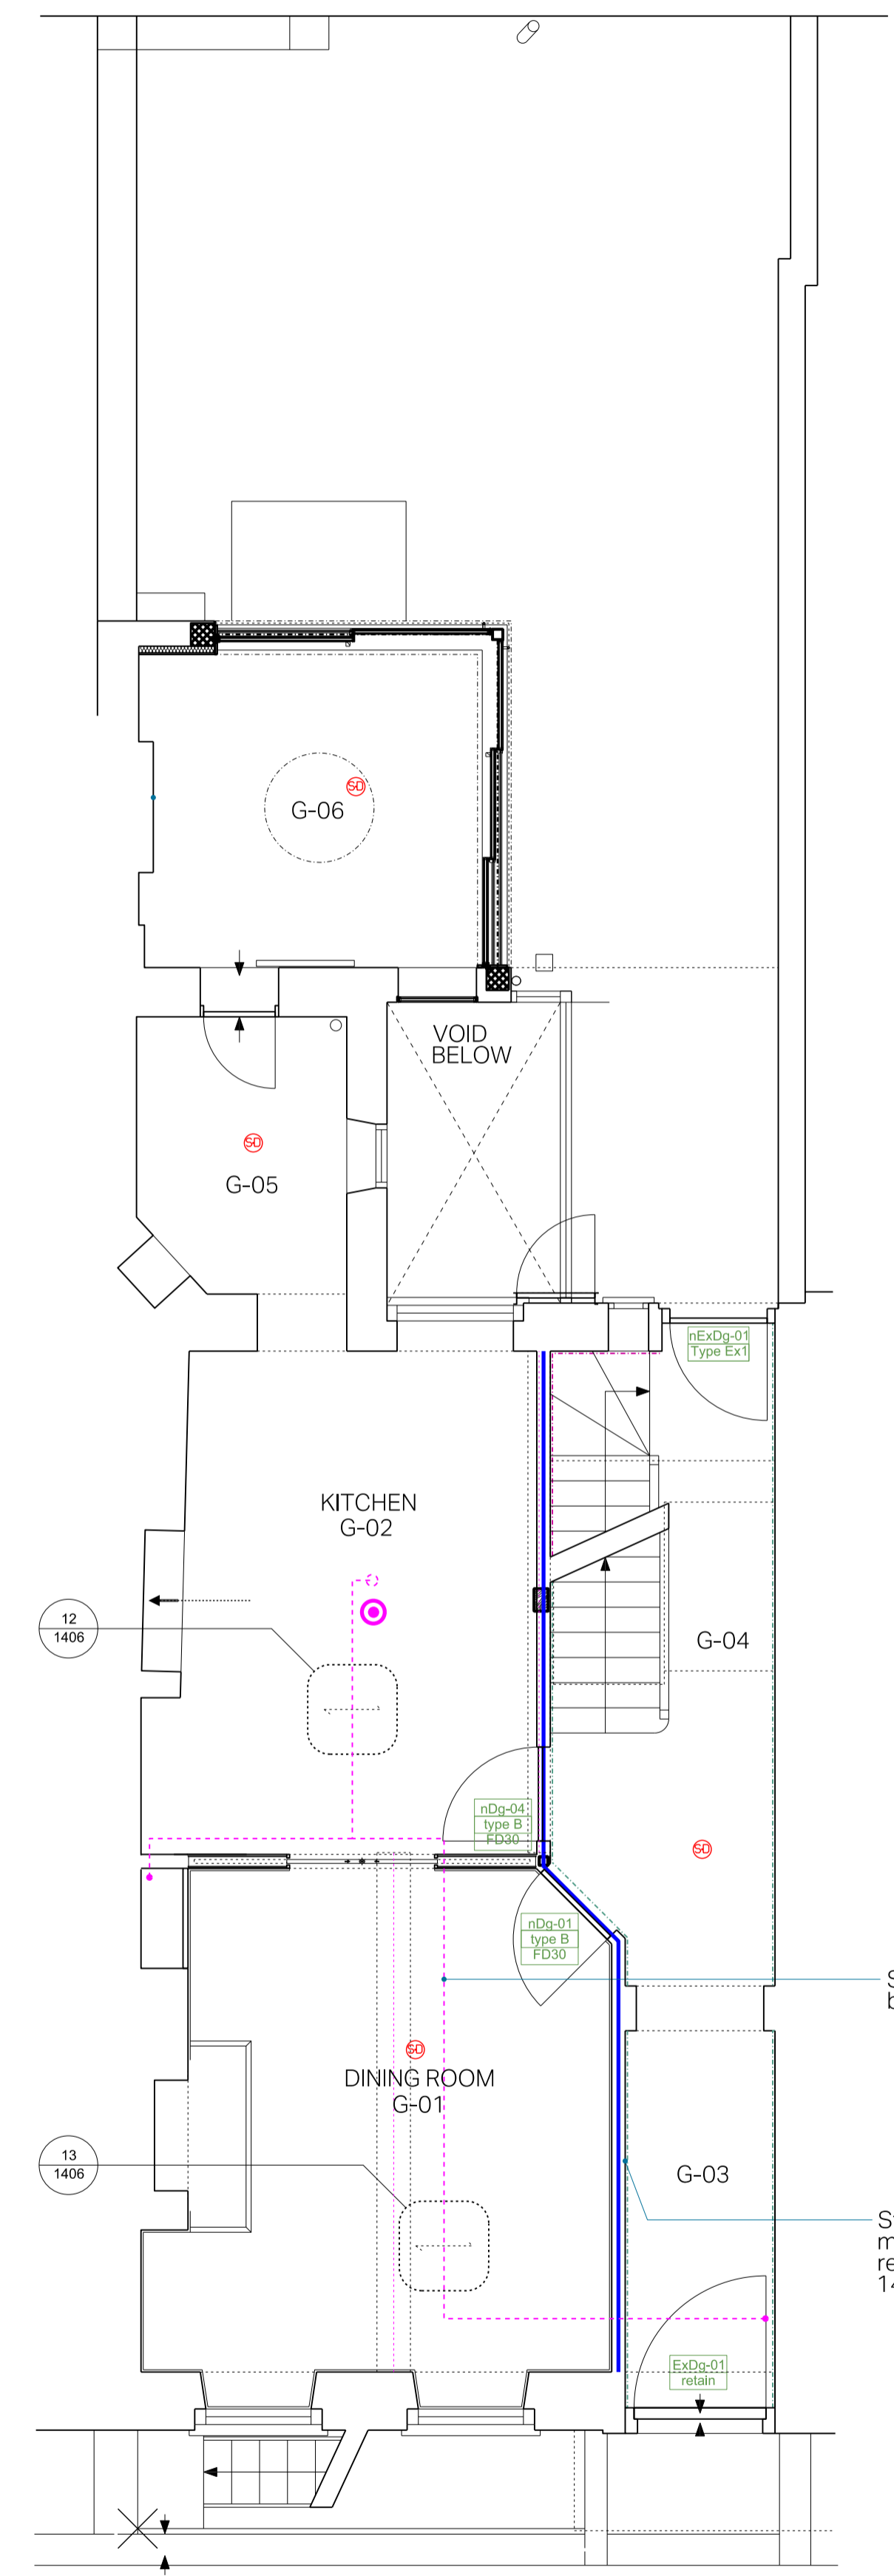 SD
G-06
VOID
BELOW
SD
G-05
nExDg-01
Type Ex1
KITCHEN
G-02
12
1406
G-04
nDg-04
type B
FD30
SD
nDg-01
type B
FD30
SD
DINING ROOM
G-01
13
1406
G-03
ExDg-01
retain